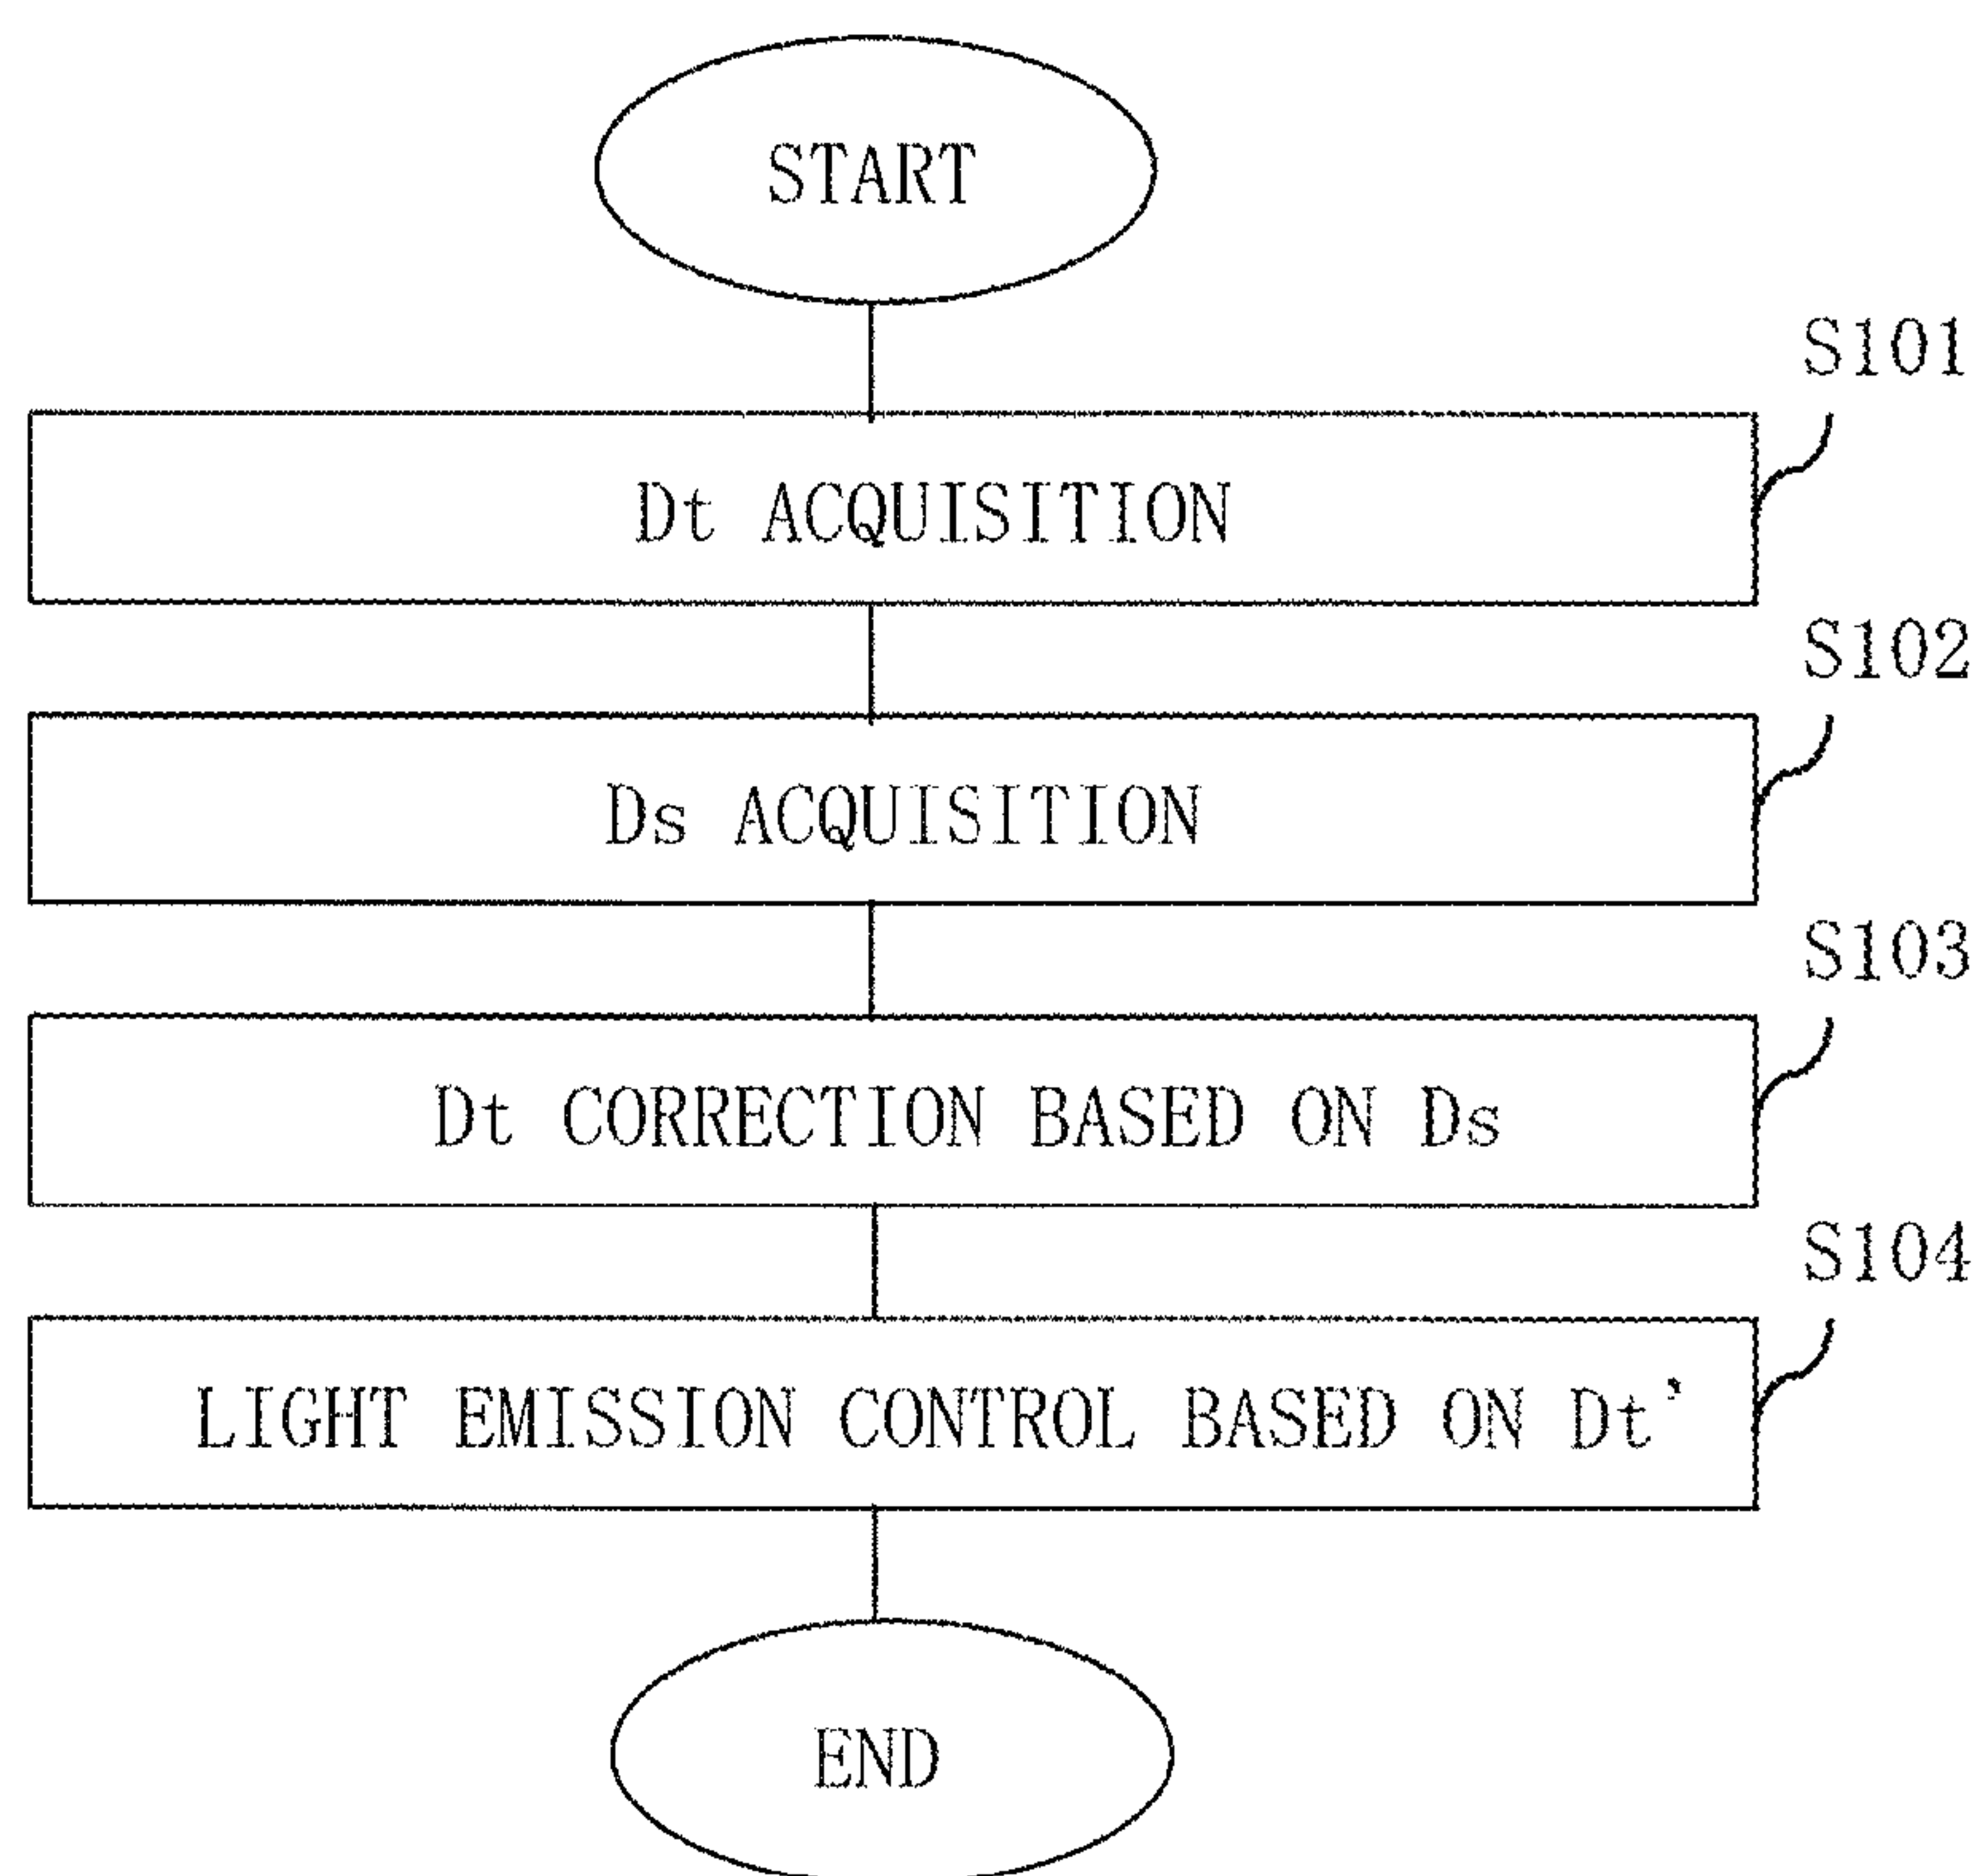 START
S101
Dt ACQUISITION
S102
Ds ACQUISITION
S103
Dt CORRECTION BASED ON Ds
S104
LIGHT EMISSION CONTROL BASED ON Dt’
END